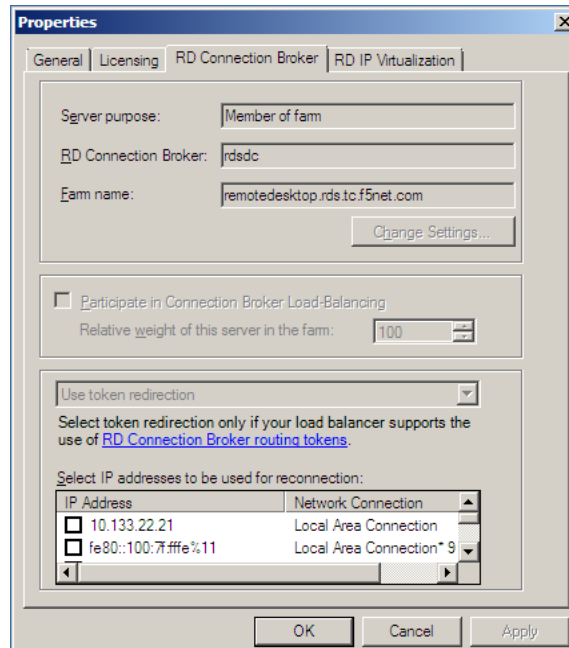 Properties
General
Licensing
RD Connection Broker
RD IP Virtualization
Server purpose:
Member of farm
RD Connection Broker:
rdsdc
Farm name:
remotedesktop.rds.tc.f5net.com
Change Settings...
Participate in Connection Broker Load-Balancing
Relative weight of this server in the farm:
100
Use token redirection
Select token redirection only if your load balancer supports the
use of RD Connection Broker routing tokens.
Select IP addresses to be used for reconnection:
IP Address
Network Connection
10.133.22.21
Local Area Connection
fe80::100:7f:fffe%11
Local Area Connection* 9
OK
Cancel
Apply